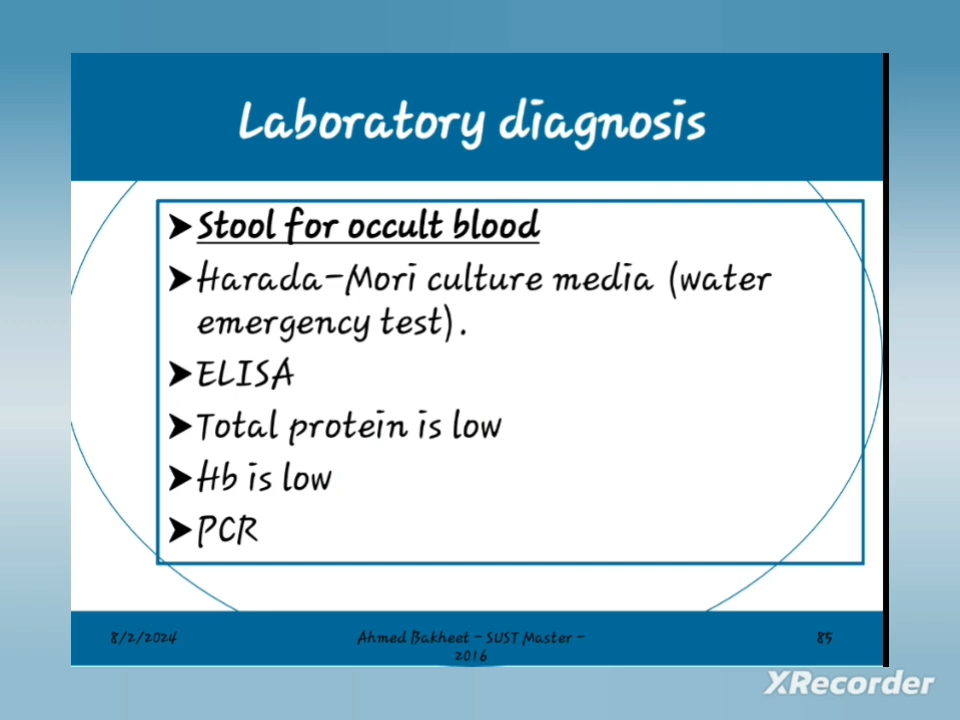 Laboratory diagnosis
➤Stool for occult blood
➤Harada-Mori culture media (water
emergency test).
➤ELISA
➤Total protein is low
➤Hb is low
➤PCR
8/2/2024
Ahmed Bakheet - SUST Master -
2016
85
XRecorder